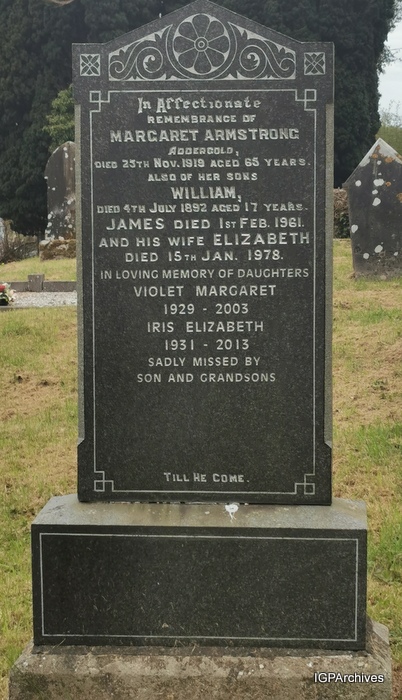 In Affectionate
REMEMBRANCE OF
MARGARET ARMSTRONG
ADDERGOLD,
DIED 25TH NOV. 1919 AGED 65 YEARS.
ALSO OF HER SONS
WILLIAM,
DIED 4TH JULY 1892 AGED 17 YEARS.
JAMES DIED 1ST FEB. 1961.
AND HIS WIFE ELIZABETH
DIED 15TH JAN. 1978.
IN LOVING MEMORY OF DAUGHTERS
VIOLET MARGARET
1929 - 2003
IRIS ELIZABETH
1931 - 2013
SADLY MISSED BY
SON AND GRANDSONS
TILL HE COME.
IGPArchives